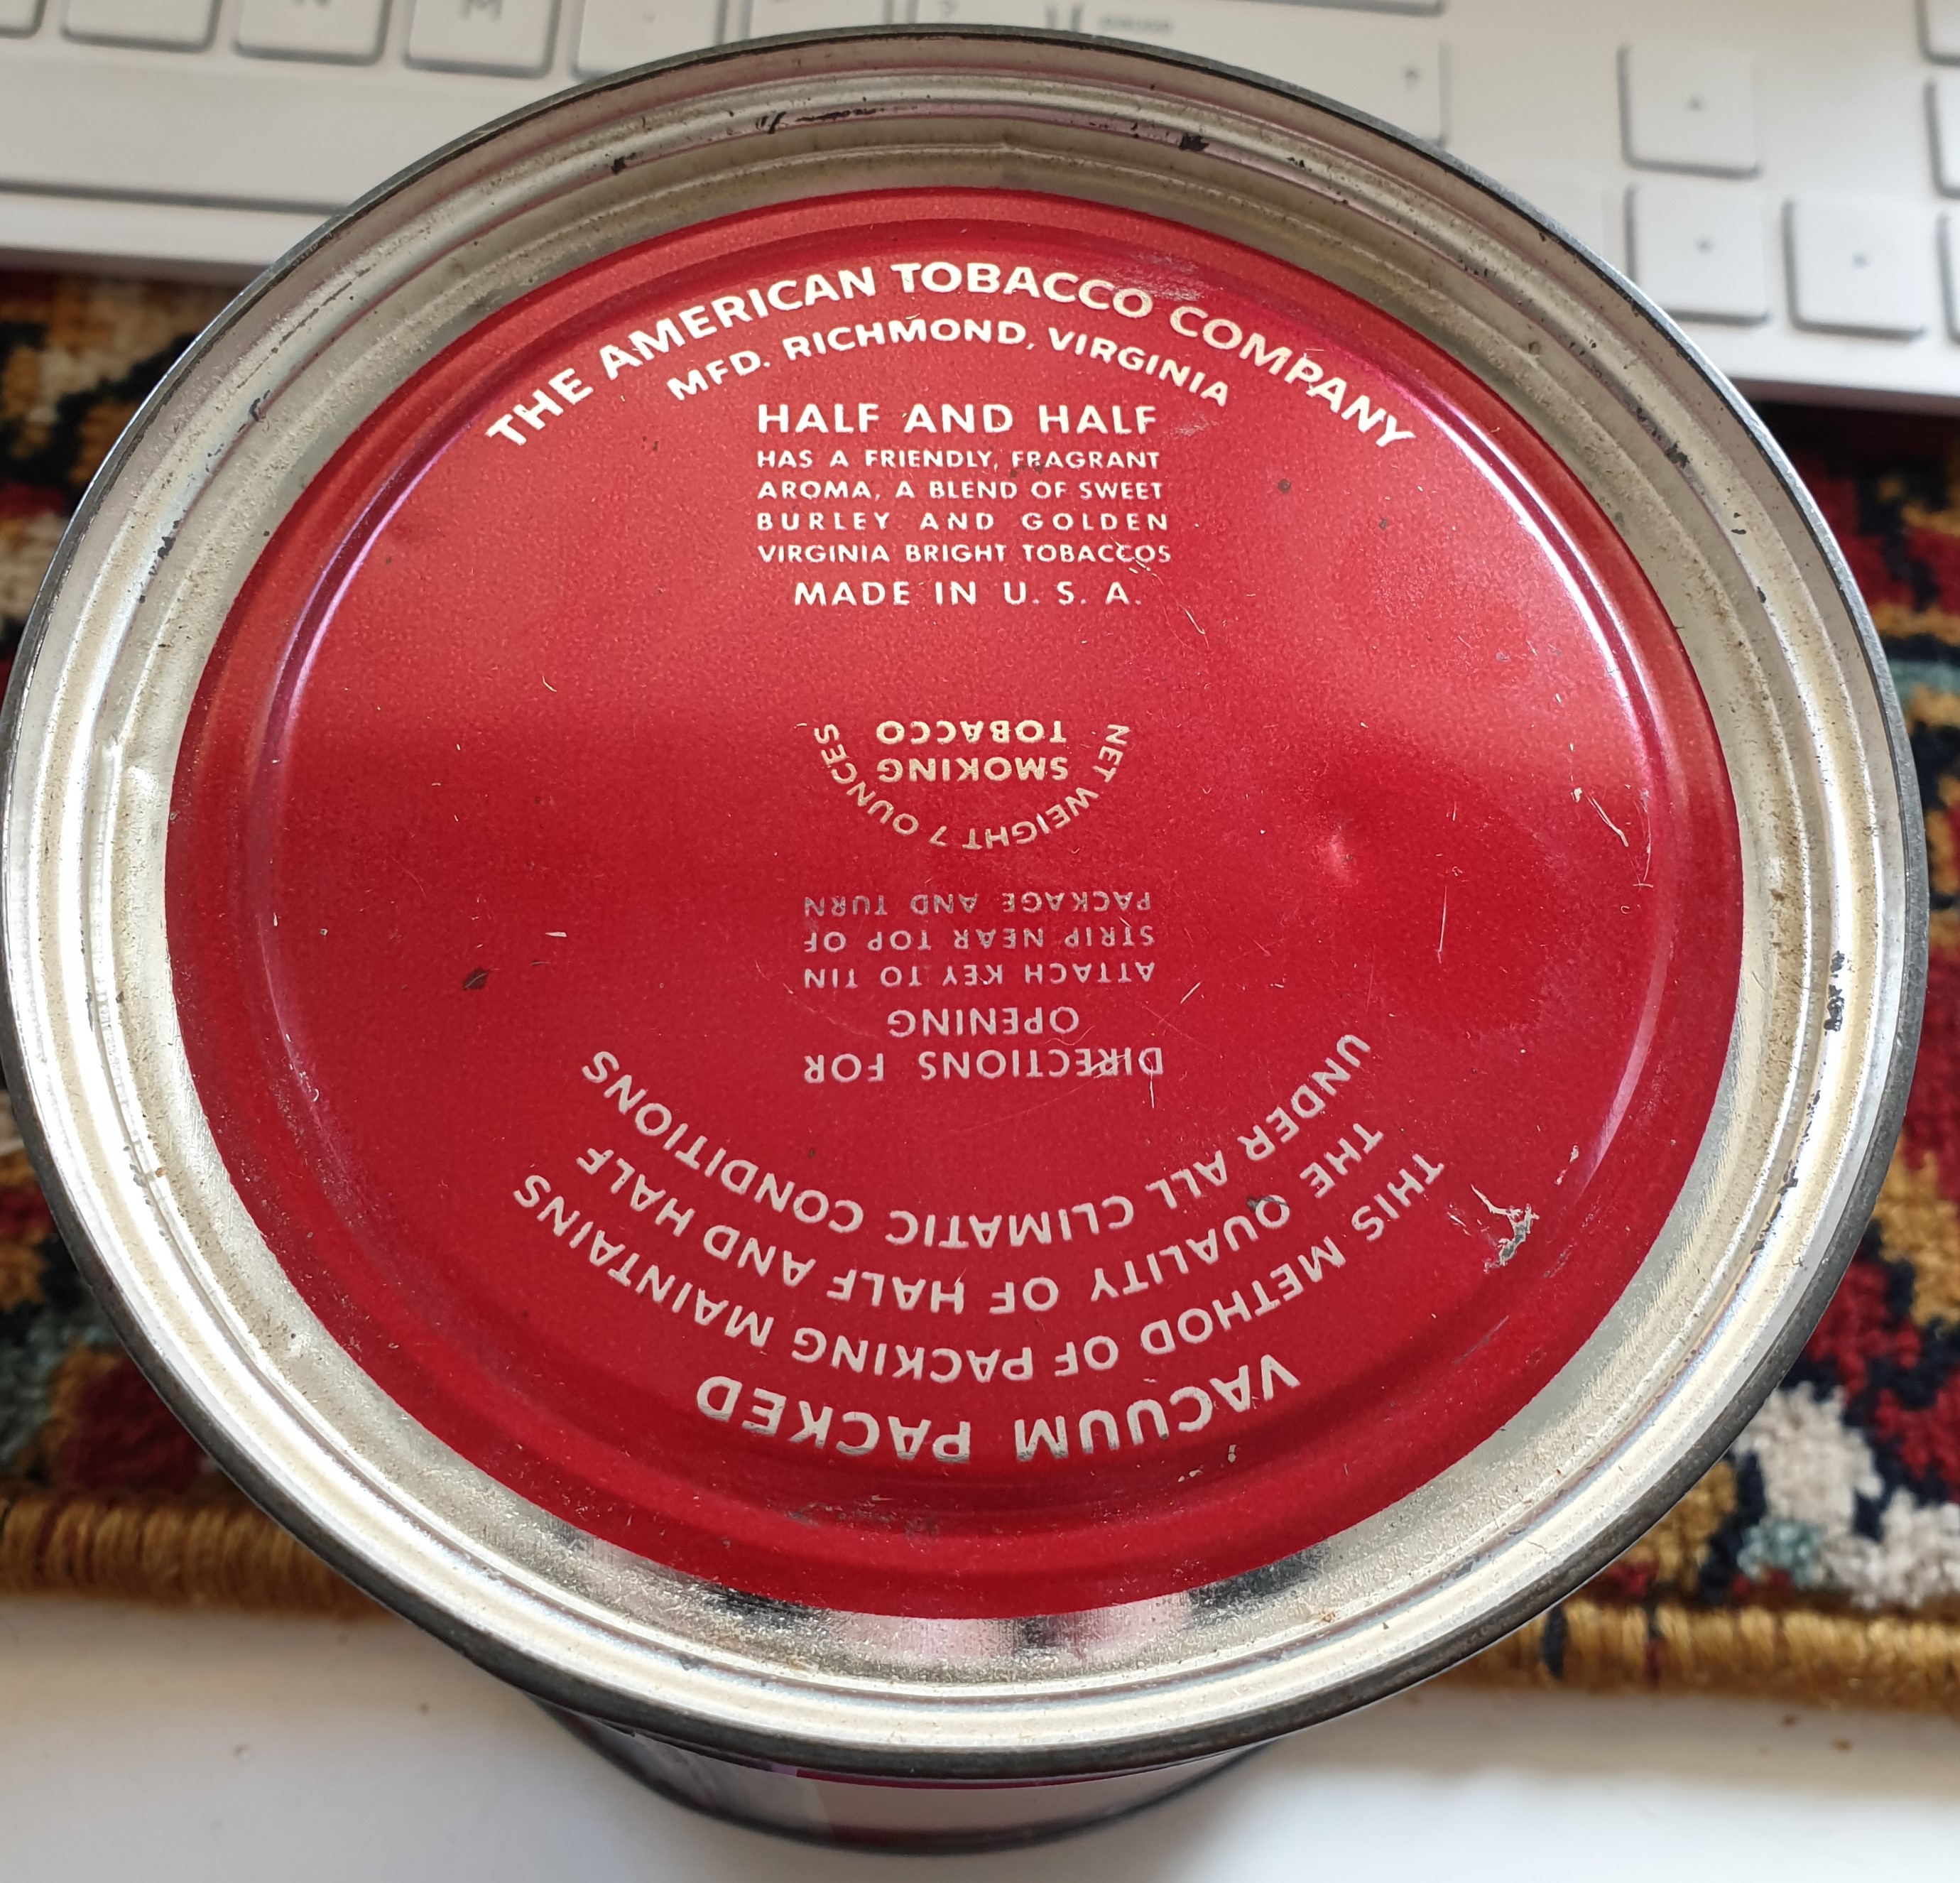 THE AMERICAN TOBACCO COMPANY
MFD. RICHMOND, VIRGINIA
HALF AND HALF
HAS A FRIENDLY, FRAGRANT
AROMA, A BLEND OF SWEET
BURLEY AND GOLDEN
VIRGINIA BRIGHT TOBACCOS
MADE IN U. S. A.
VACUUM PACKED
THIS METHOD OF PACKING MAINTAINS
THE QUALITY OF HALF AND HALF
UNDER ALL CLIMATIC CONDITIONS
DIRECTIONS FOR
OPENING
ATTACH KEY TO TIN
STRIP NEAR TOP OF
PACKAGE AND TURN
NET WEIGHT 7 OUNCES
SMOKING
TOBACCO
N
M
?